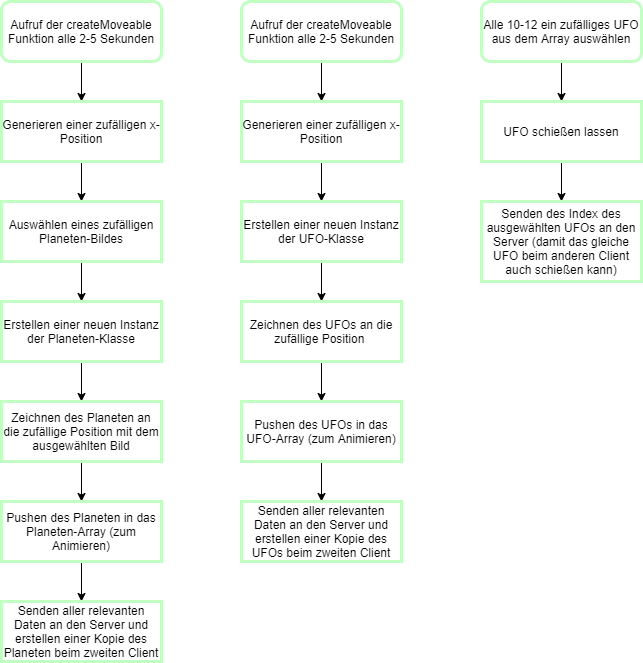 Aufruf der createMoveable
Funktion alle 2-5 Sekunden
Generieren einer zufälligen x-
Position
Auswählen eines zufälligen
Planeten-Bildes
Erstellen einer neuen Instanz
der Planeten-Klasse
Zeichnen des Planeten an
die zufällige Position mit dem
ausgewählten Bild
Pushen des Planeten in das
Planeten-Array (zum
Animieren)
Senden aller relevanten
Daten an den Server und
erstellen einer Kopie des
Planeten beim zweiten Client
Aufruf der createMoveable
Funktion alle 2-5 Sekunden
Generieren einer zufälligen x-
Position
Erstellen einer neuen Instanz
der UFO-Klasse
Zeichnen des UFOs an die
zufällige Position
Pushen des UFOs in das
UFO-Array (zum Animieren)
Senden aller relevanten
Daten an den Server und
erstellen einer Kopie des
UFOs beim zweiten Client
Alle 10-12 ein zufälliges UFO
aus dem Array auswählen
UFO schießen lassen
Senden des Index des
ausgewählten UFOs an den
Server (damit das gleiche
UFO beim anderen Client
auch schießen kann)